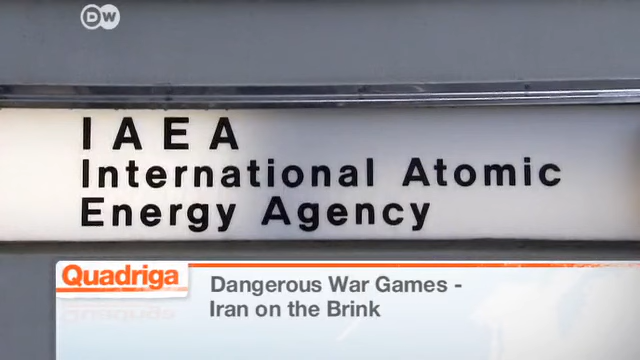 DW
IAEA
International Atomic
Energy Agency
Quadriga
Dangerous War Games -
Iran on the Brink